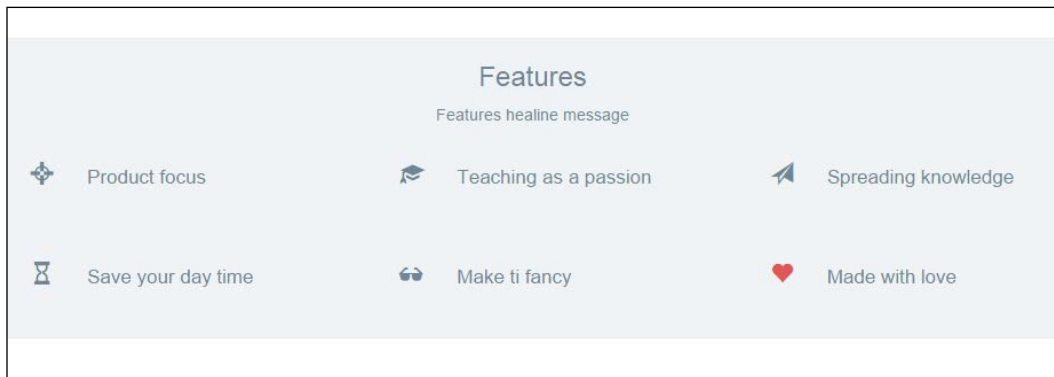 Features
Features healine message
Product focus
Teaching as a passion
Spreading knowledge
Save your day time
Make ti fancy
Made with love